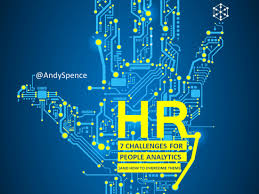 @AndySpence
HR
7 CHALLENGES FOR
PEOPLE ANALYTICS
(AND HOW TO OVERCOME THEM)